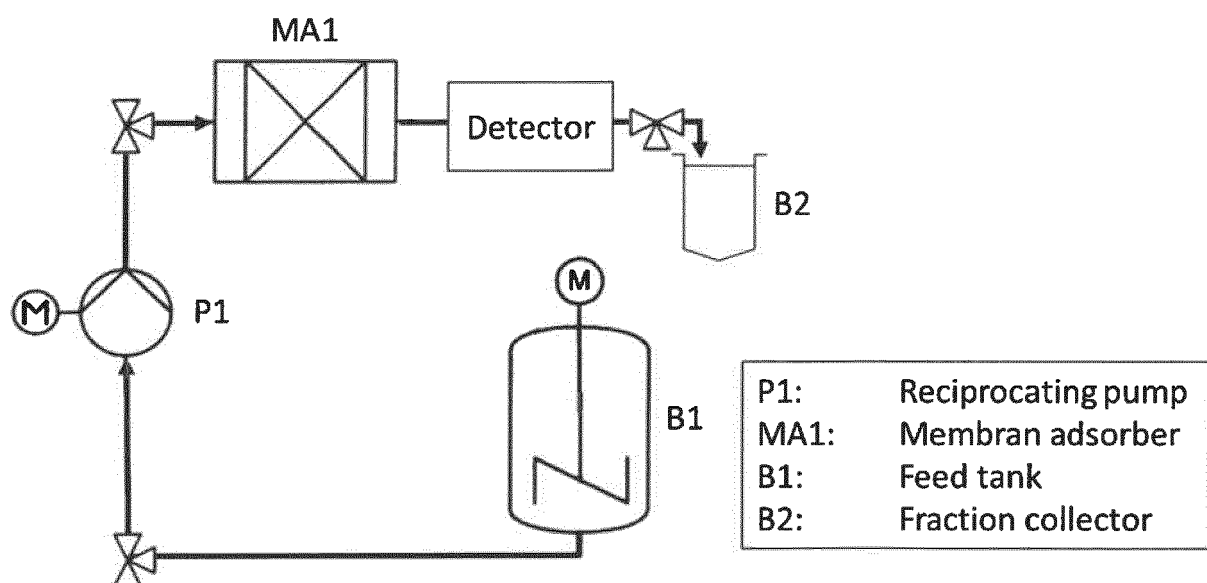 MA1
Detector
B2
M
M
P1
B1
P1: Reciprocating pump
MA1: Membran adsorber
B1: Feed tank
B2: Fraction collector